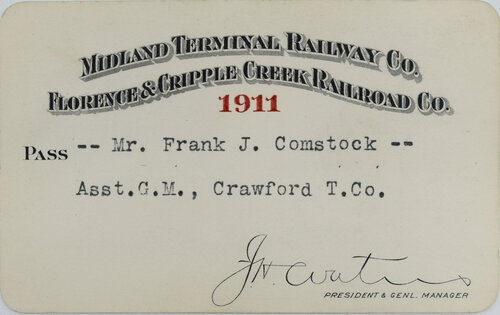 MIDLAND TERMINAL RAILWAY CO.
FLORENCE & CRIPPLE CREEK RAILROAD CO.
1911
PASS -- Mr. Frank J. Comstock --
Asst.G.M., Crawford T.Co.
J H Waters
PRESIDENT & GENL. MANAGER